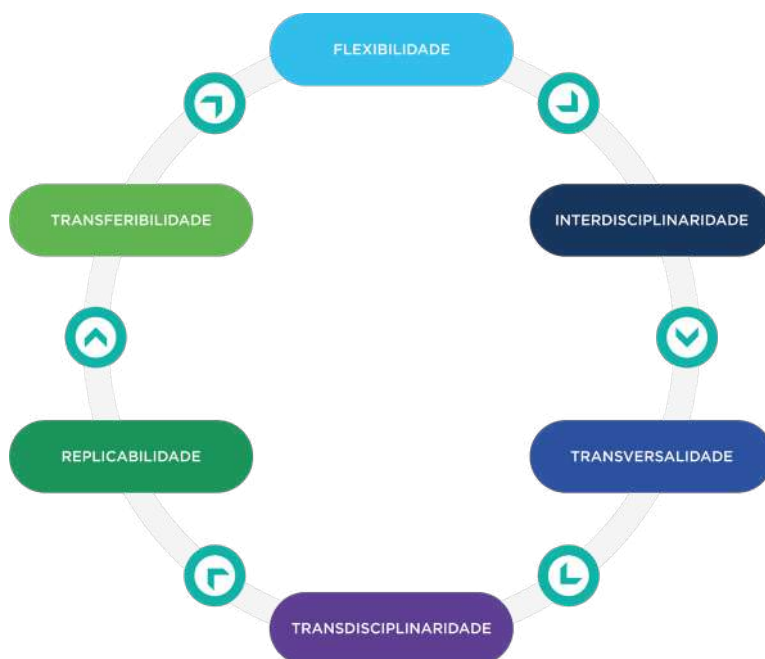 FLEXIBILIDADE
TRANSFERIBILIDADE
INTERDISCIPLINARIDADE
REPLICABILIDADE
TRANSVERSALIDADE
TRANSDISCIPLINARIDADE